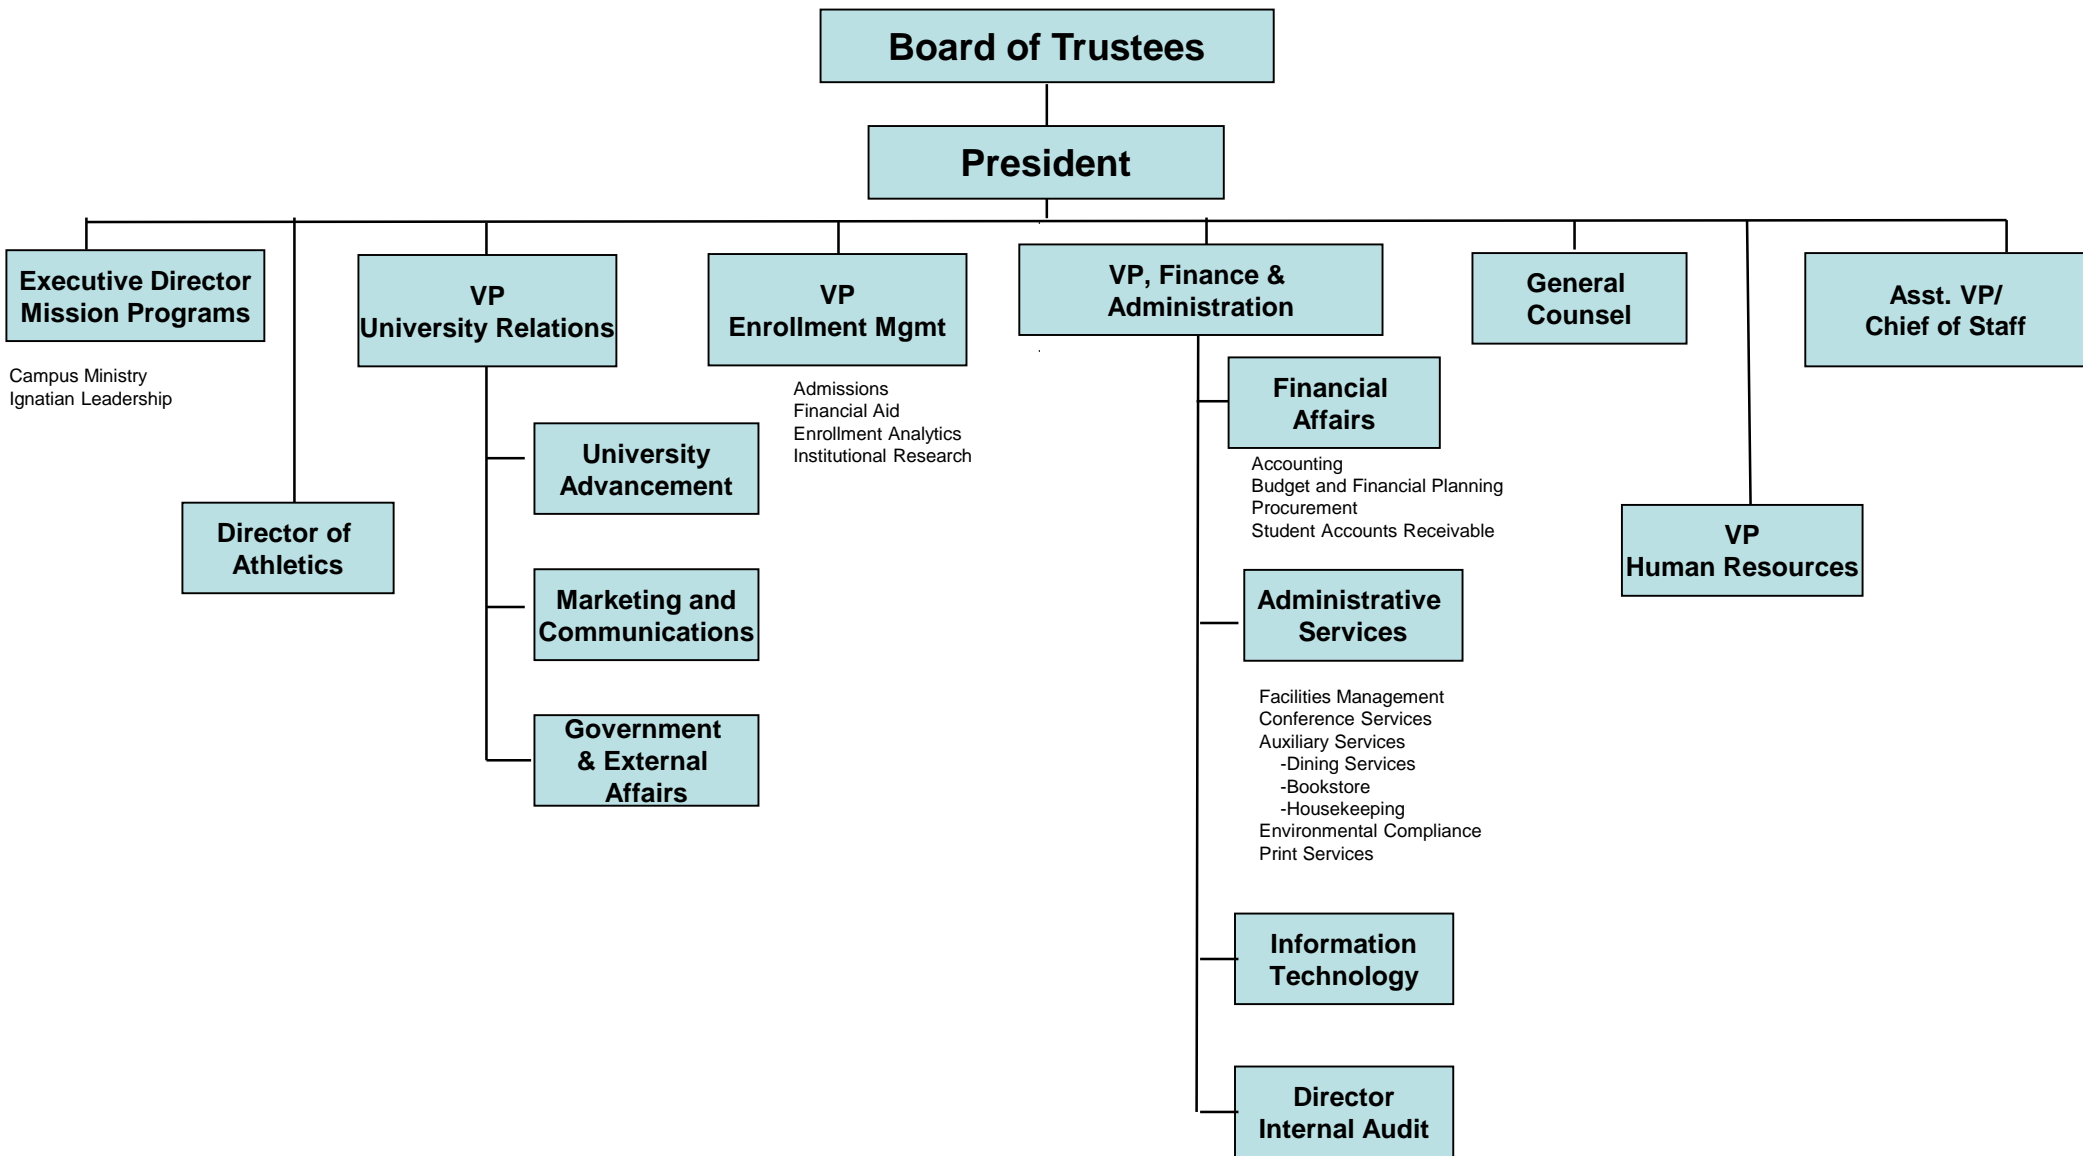 Board of Trustees
President
Executive Director
Mission Programs
Campus Ministry
Ignatian Leadership
Director of
Athletics
VP
University Relations
University
Advancement
Marketing and
Communications
Government
& External
Affairs
VP
Enrollment Mgmt
Admissions
Financial Aid
Enrollment Analytics
Institutional Research
VP, Finance &
Administration
Financial
Affairs
Accounting
Budget and Financial Planning
Procurement
Student Accounts Receivable
Administrative
Services
Facilities Management
Conference Services
Auxiliary Services
-Dining Services
-Bookstore
-Housekeeping
Environmental Compliance
Print Services
Information
Technology
Director
Internal Audit
General
Counsel
VP
Human Resources
Asst. VP/
Chief of Staff